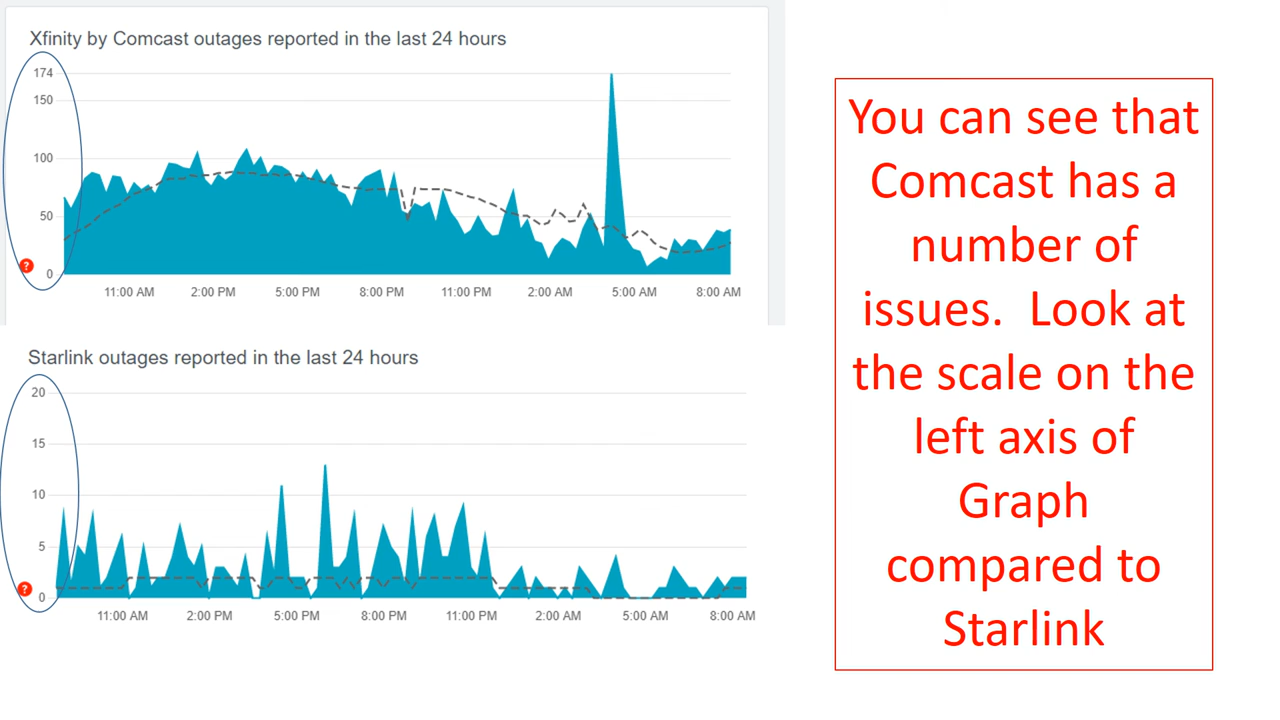 Xfinity by Comcast outages reported in the last 24 hours
174
150
100
50
0
?
11:00 AM 2:00 PM 5:00 PM 8:00 PM 11:00 PM 2:00 AM 5:00 AM 8:00 AM
Starlink outages reported in the last 24 hours
20
15
10
5
0
?
11:00 AM 2:00 PM 5:00 PM 8:00 PM 11:00 PM 2:00 AM 5:00 AM 8:00 AM
You can see that
Comcast has a
number of
issues.  Look at
the scale on the
left axis of
Graph
compared to
Starlink